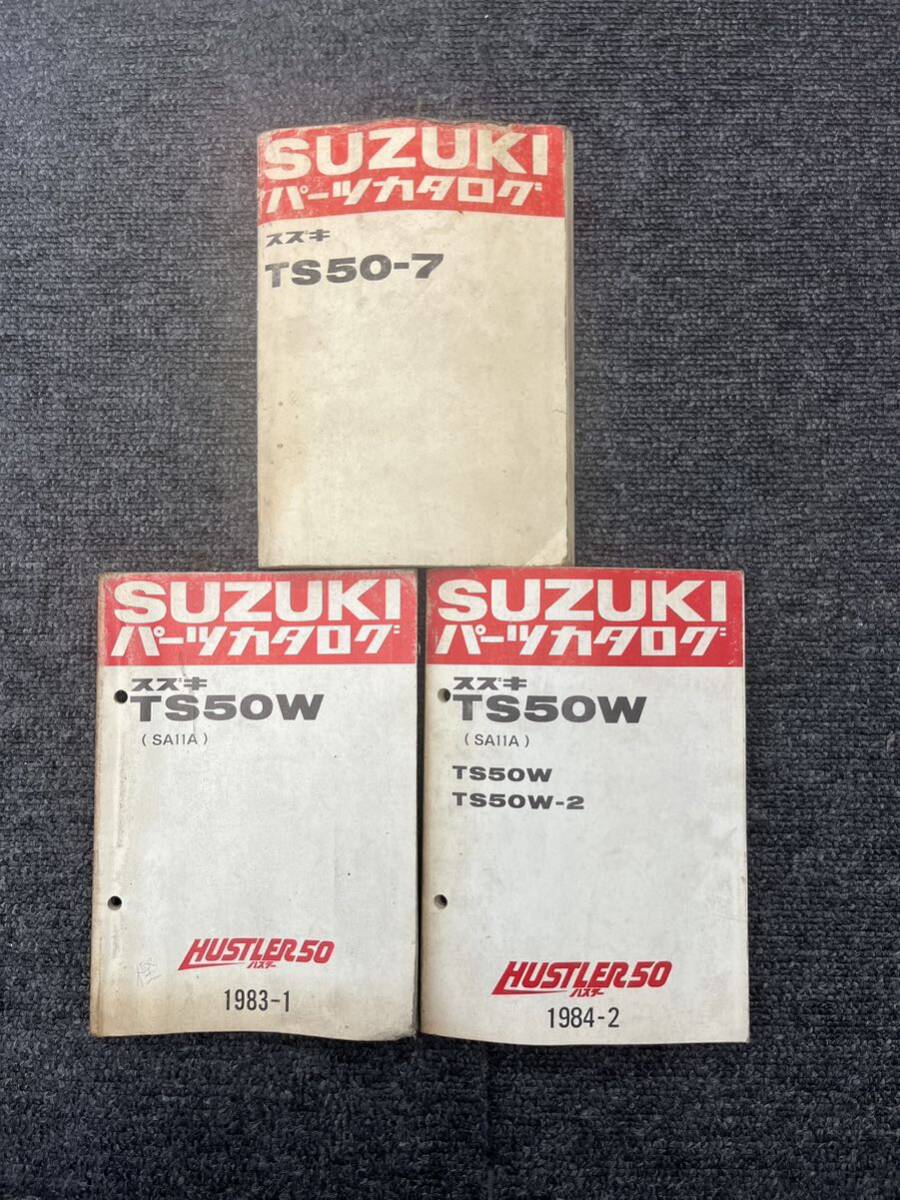 SUZUKI
パーツカタログ
スズキ
TS50-7
SUZUKI
パーツカタログ
スズキ
TS50W
(SA11A)
HUSTLER50
ハスラー
1983-1
SUZUKI
パーツカタログ
スズキ
TS50W
(SA11A)
TS50W
TS50W-2
HUSTLER50
ハスラー
1984-2